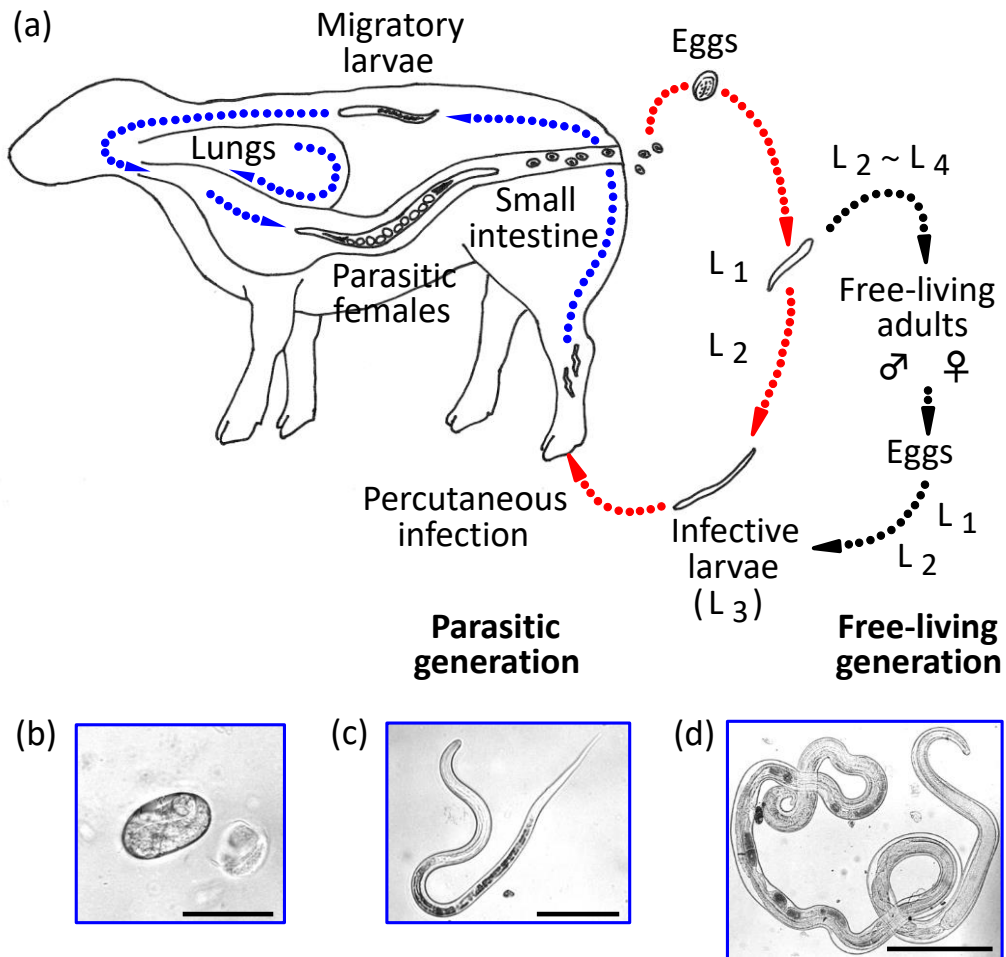 (a)
Migratory
larvae
Eggs
Lungs
L 2 ~ L 4
Small
intestine
Parasitic
females
L 1
Free-living
adults
L 2
♂ ♀
Eggs
Percutaneous
infection
L 1
L 2
Infective
larvae
( L 3 )
Parasitic
generation
Free-living
generation
(b)
(c)
(d)